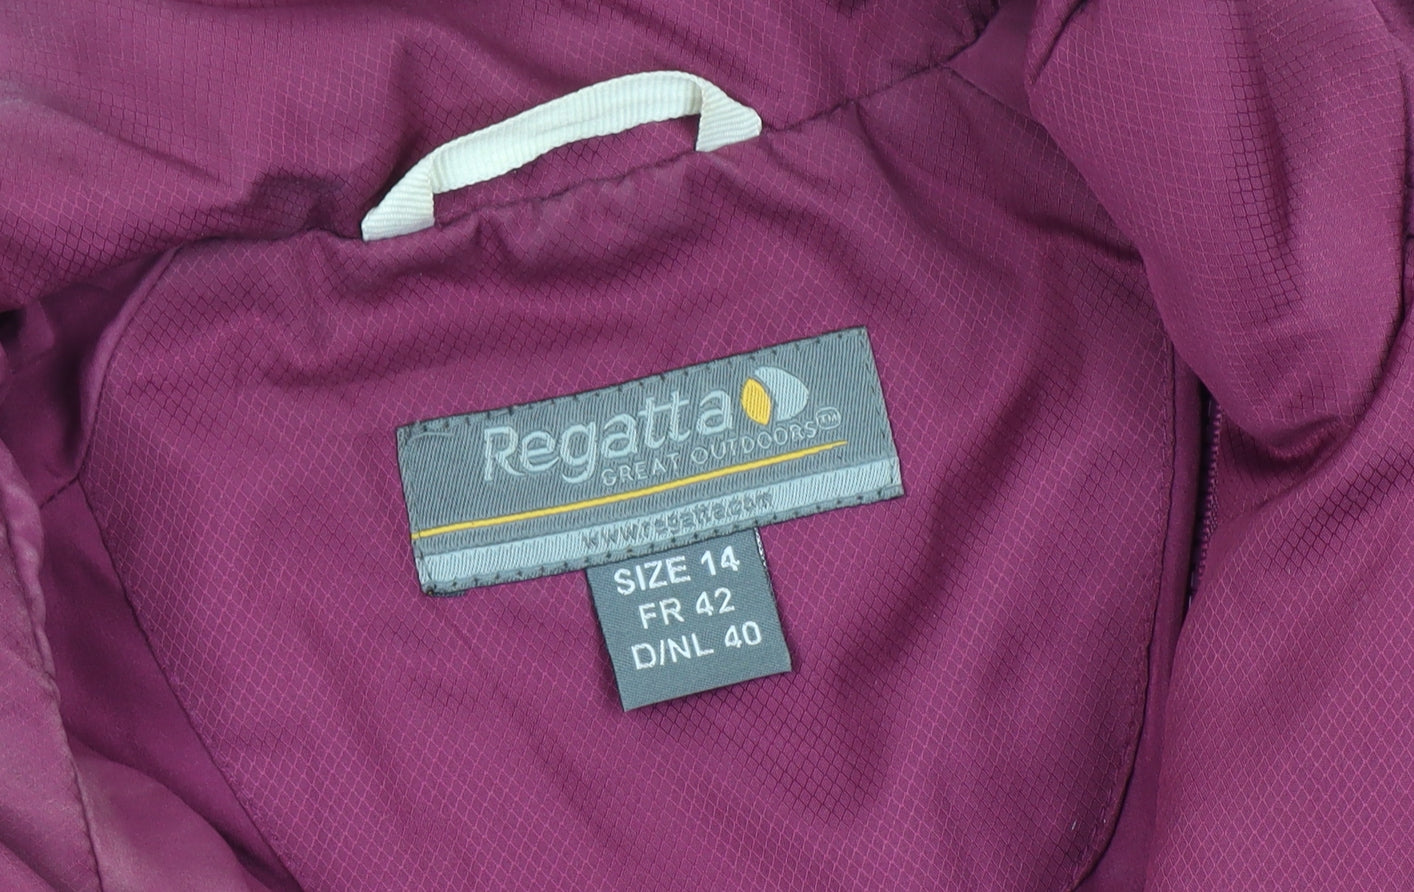 Regatta
GREAT OUTDOORS™
www.regatta.com
SIZE 14
FR 42
D/NL 40